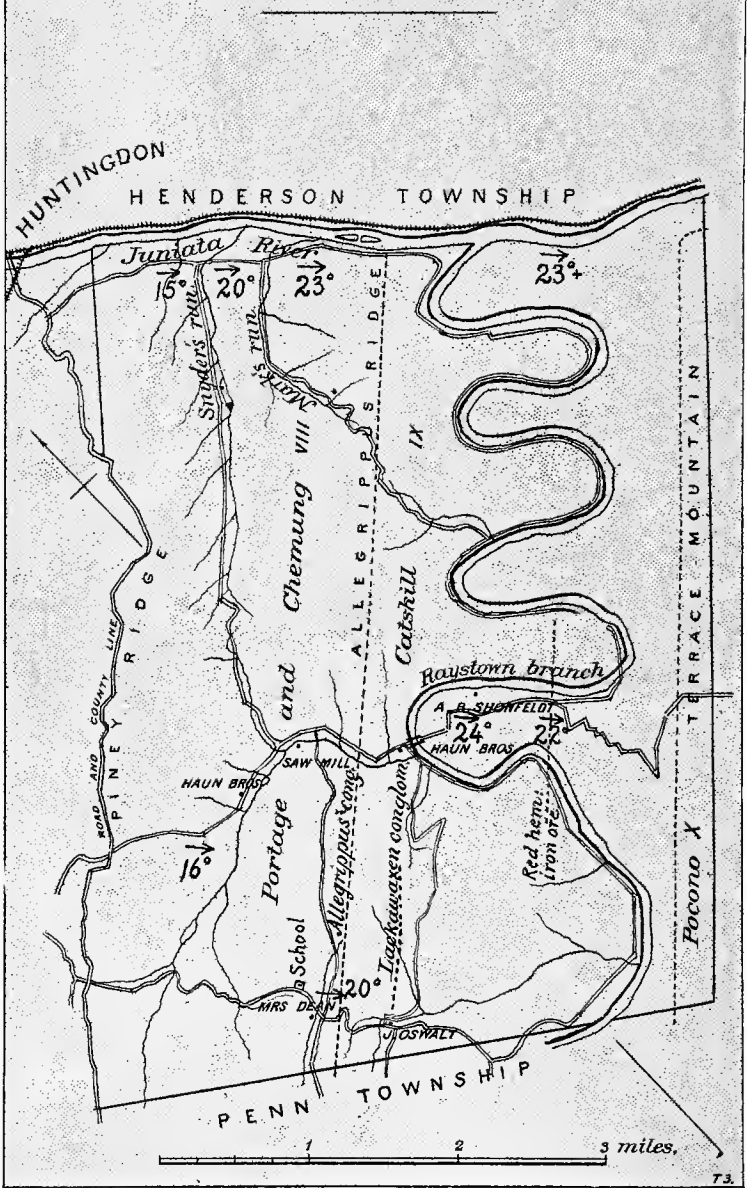 HUNTINGDON
HENDERSON TOWNSHIP
Juniata River
15° 20° 23° 23°+
Snyder's run
Mark's run
ALLEGRIPPUS RIDGE
TERRACE MOUNTAIN
Chemung VIII
and
Portage
Catskill
IX
ROAD AND COUNTY LINE
PINEY RIDGE
Raystown branch
A. B. SHONFELDT
24° 22°
HAUN BROS
SAW MILL
HAUN BROS
Allegrippus cong.
Lackawaxen conglom.
Red hem.
iron ore.
Pocono X
16°
School
20°
MRS DEAN
J. OSWALT
PENN TOWNSHIP
1 2 3 miles.
T3.